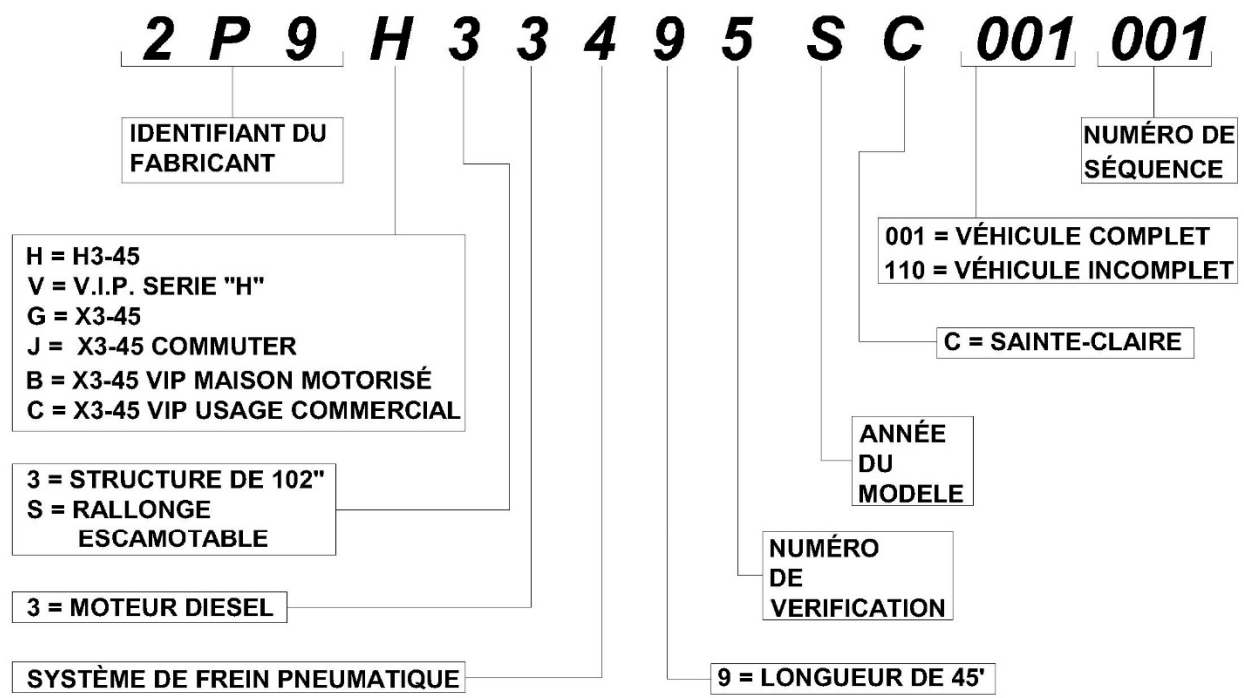 2 P 9 H 3 3 4 9 5 S C 001 001
IDENTIFIANT DU
FABRICANT
NUMÉRO DE
SÉQUENCE
H = H3-45
V = V.I.P. SERIE "H"
G = X3-45
J = X3-45 COMMUTER
B = X3-45 VIP MAISON MOTORISÉ
C = X3-45 VIP USAGE COMMERCIAL
001 = VÉHICULE COMPLET
110 = VÉHICULE INCOMPLET
C = SAINTE-CLAIRE
ANNÉE
DU
MODELE
3 = STRUCTURE DE 102"
S = RALLONGE
ESCAMOTABLE
NUMÉRO
DE
VERIFICATION
3 = MOTEUR DIESEL
SYSTÈME DE FREIN PNEUMATIQUE
9 = LONGUEUR DE 45'